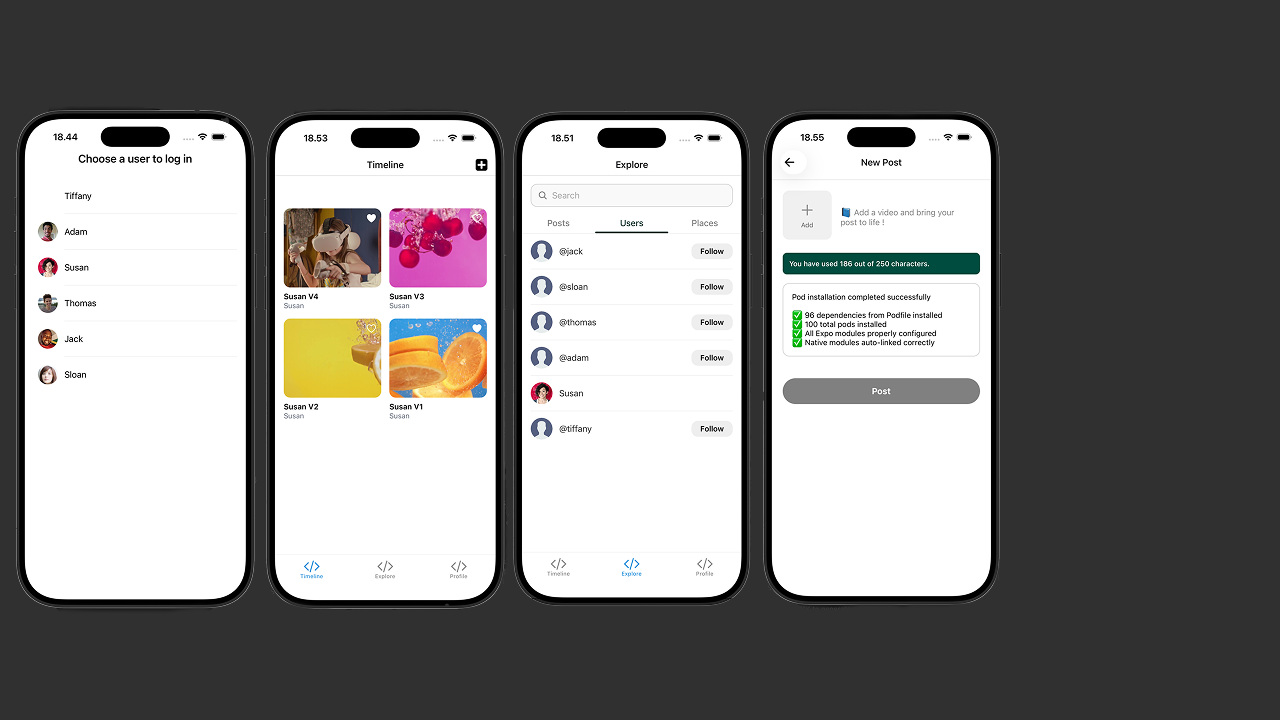 18.44
Choose a user to log in
Tiffany
Adam
Susan
Thomas
Jack
Sloan
18.53
Timeline
Susan V4
Susan
Susan V3
Susan
Susan V2
Susan
Susan V1
Susan
Timeline
Explore
Profile
18.51
Explore
Search
Posts
Users
Places
@jack
Follow
@sloan
Follow
@thomas
Follow
@adam
Follow
Susan
@tiffany
Follow
Timeline
Explore
Profile
18.55
New Post
Add
📘 Add a video and bring your
post to life !
You have used 186 out of 250 characters.
Pod installation completed successfully
✅ 96 dependencies from Podfile installed
✅ 100 total pods installed
✅ All Expo modules properly configured
✅ Native modules auto-linked correctly
Post